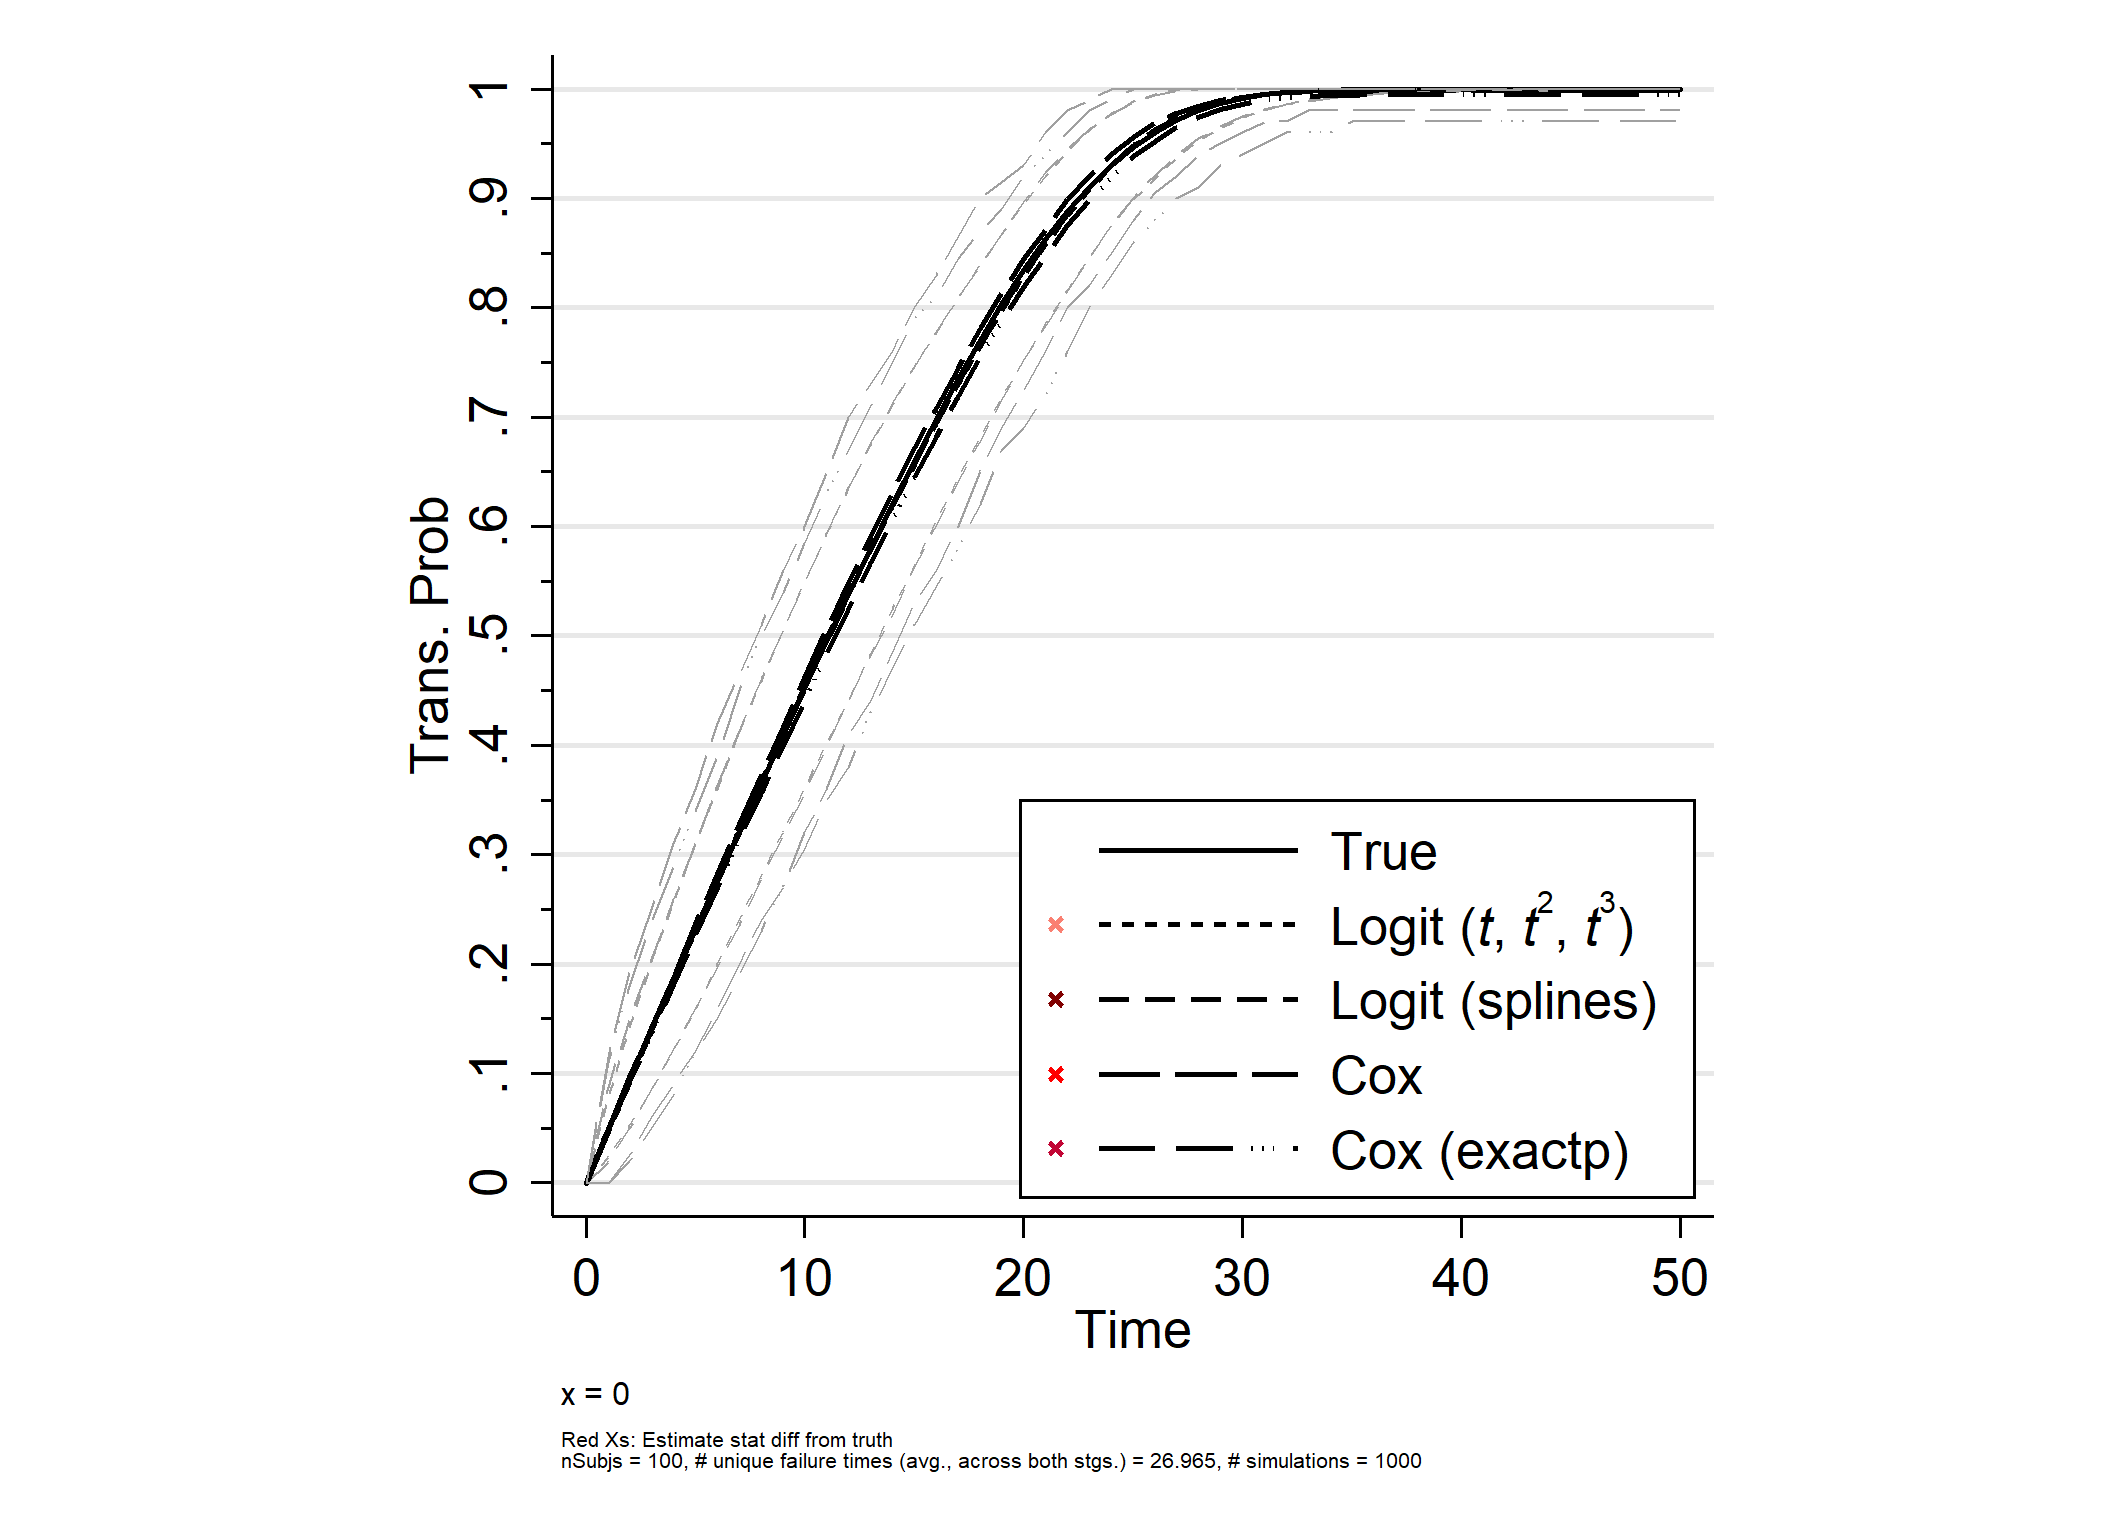 Trans. Prob
1
.9
.8
.7
.6
.5
.4
.3
.2
.1
0
True
Logit (t, t², t³)
Logit (splines)
Cox
Cox (exactp)
0 10 20 30 40 50
Time
x = 0
Red Xs: Estimate stat diff from truth
nSubjs = 100, # unique failure times (avg., across both stgs.) = 26.965, # simulations = 1000